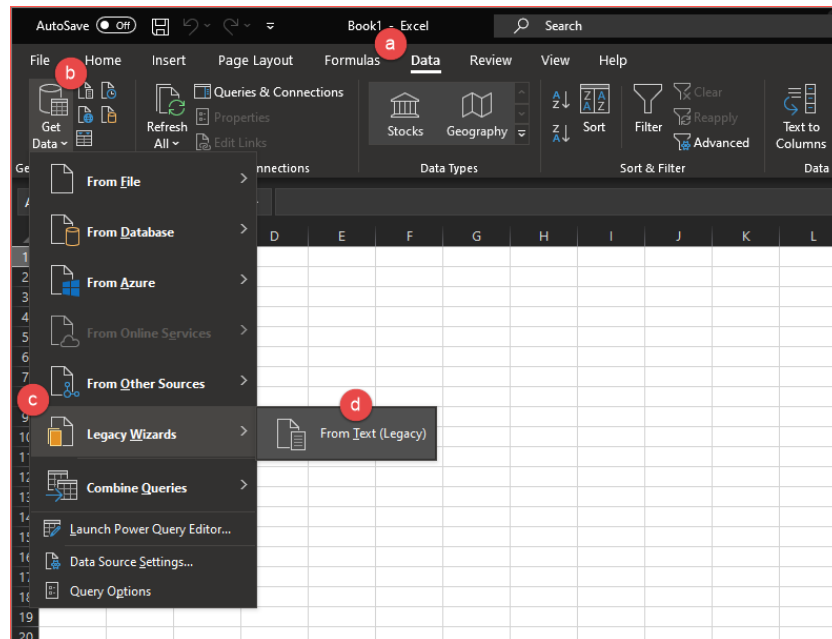 AutoSave Off Book1 - Excel Search
a
File Home Insert Page Layout Formulas Data Review View Help
b
Get Data
Refresh All
Queries & Connections
Properties
Edit Links
Stocks
Geography
Sort
Filter
Clear
Reapply
Advanced
Text to Columns
Ge
nnections
Data Types
Sort & Filter
Data
D E F G H I J K L
From File
From Database
From Azure
From Online Services
From Other Sources
c
Legacy Wizards
d
From Text (Legacy)
Combine Queries
Launch Power Query Editor...
Data Source Settings...
Query Options
1
2
3
4
5
6
7
9
10
11
12
13
14
15
16
17
18
19
20